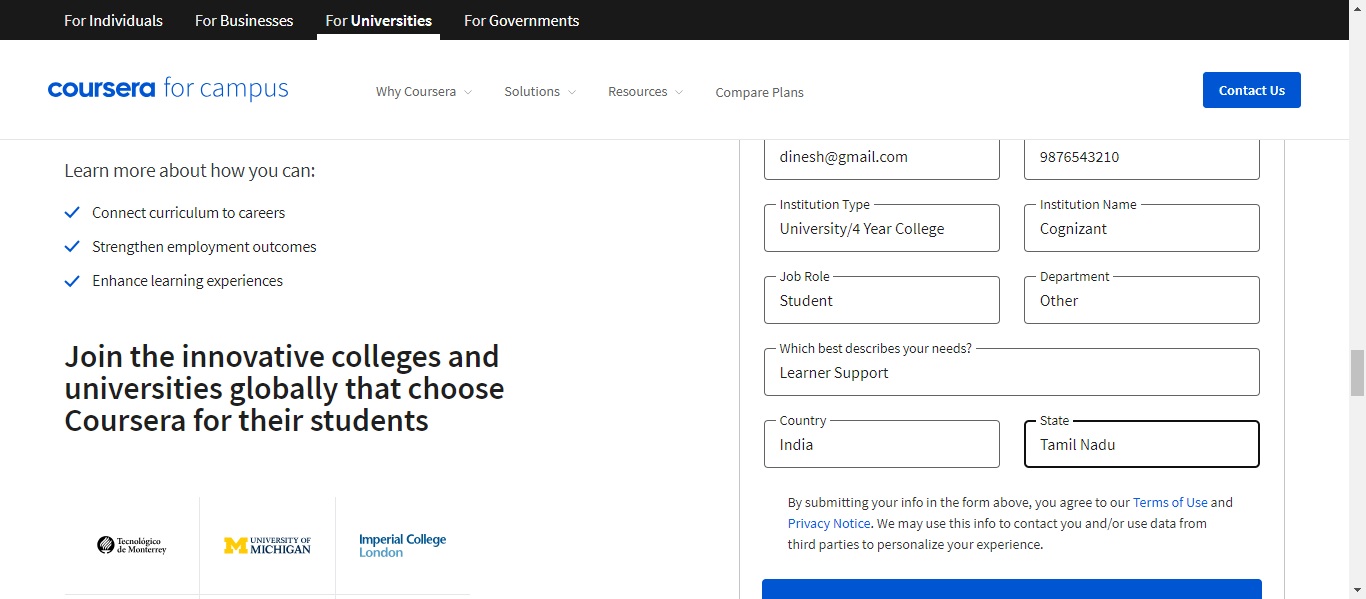 For Individuals For Businesses For Universities For Governments
coursera for campus Why Coursera Solutions Resources Compare Plans Contact Us
Learn more about how you can:
Connect curriculum to careers
Strengthen employment outcomes
Enhance learning experiences
Join the innovative colleges and
universities globally that choose
Coursera for their students
Tecnológico
de Monterrey
UNIVERSITY OF
MICHIGAN
Imperial College
London
dinesh@gmail.com 9876543210
Institution Type Institution Name
University/4 Year College Cognizant
Job Role Department
Student Other
Which best describes your needs?
Learner Support
Country State
India Tamil Nadu
By submitting your info in the form above, you agree to our Terms of Use and
Privacy Notice. We may use this info to contact you and/or use data from
third parties to personalize your experience.